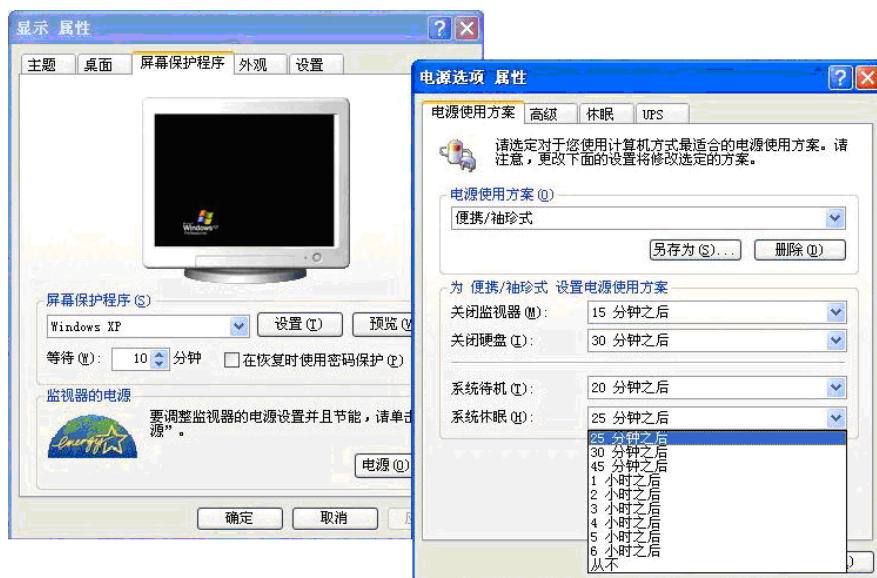 显示 属性
主题 桌面 屏幕保护程序 外观 设置
Windows
屏幕保护程序(S)
Windows XP 设置(T) 预览(V
等待(W): 10 分钟 在恢复时使用密码保护(P)
监视器的电源
energy
要调整监视器的电源设置并且节能，请单击
源”。
电源(O)
确定 取消
电源选项 属性
电源使用方案 高级 休眠 UPS
请选定对于您使用计算机方式最适合的电源使用方案。请
注意，更改下面的设置将修改选定的方案。
电源使用方案(O)
便携/袖珍式
另存为(S)... 删除(D)
为 便携/袖珍式 设置电源使用方案
关闭监视器(M): 15 分钟之后
关闭硬盘(I): 30 分钟之后
系统待机(T): 20 分钟之后
系统休眠(H): 25 分钟之后
25 分钟之后
30 分钟之后
45 分钟之后
1 小时之后
2 小时之后
3 小时之后
4 小时之后
5 小时之后
6 小时之后
从不